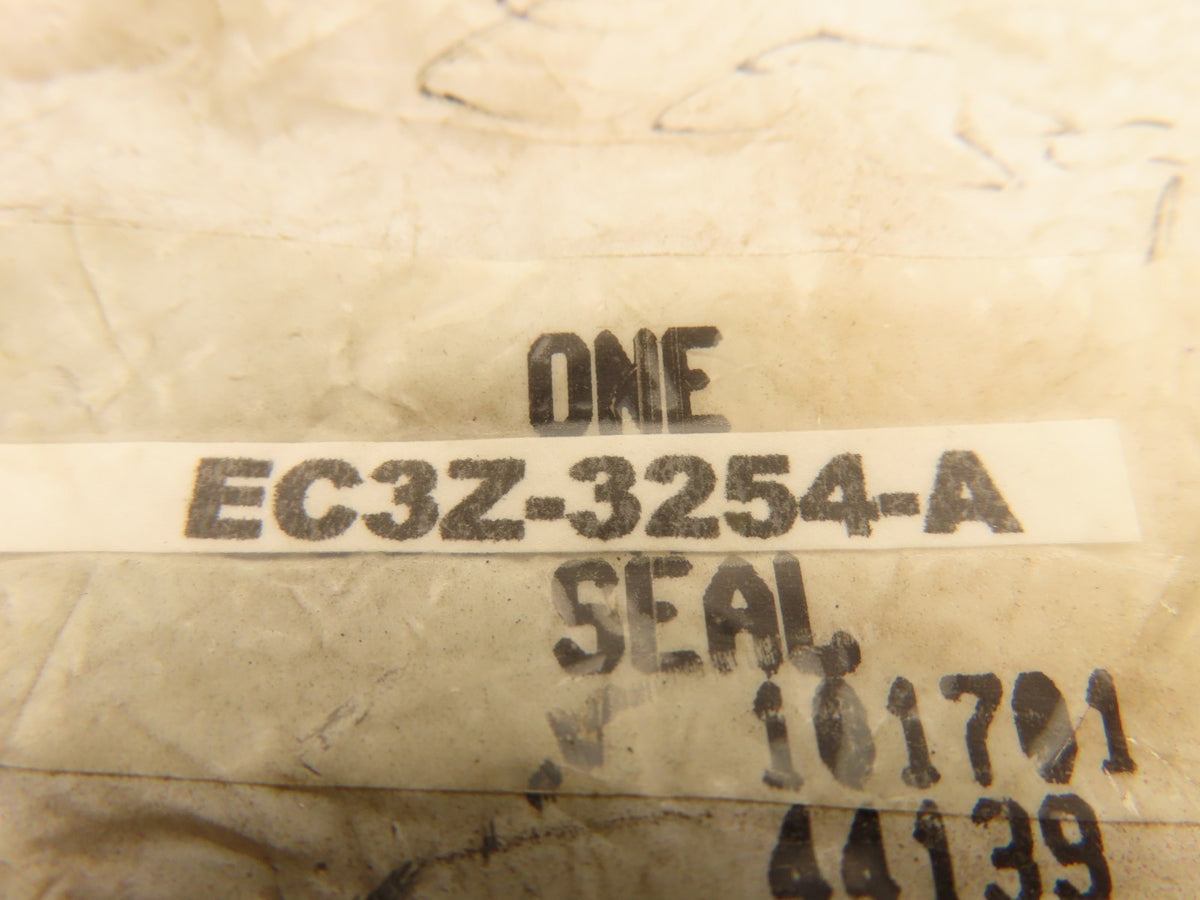 ONE
EC3Z-3254-A
SEAL
101701
44139